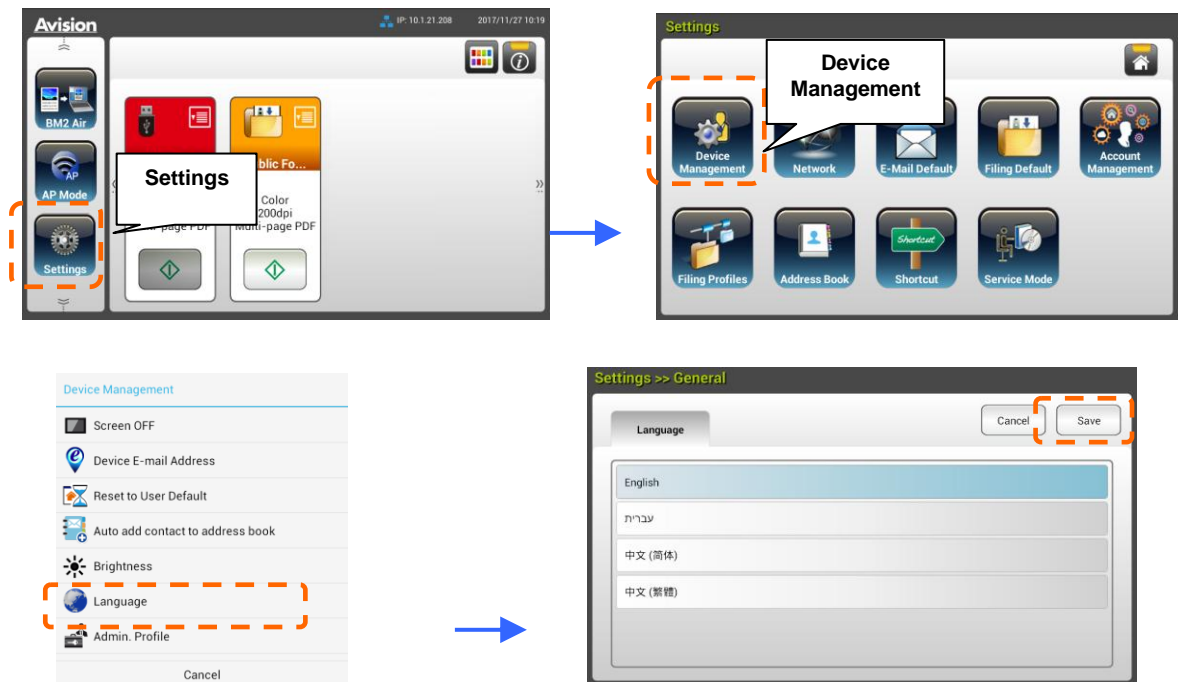 Avision
IP: 10.1.21.208 2017/11/27 10:19
BM2 Air
AP
AP Mode
Settings
Settings
blic Fo...
Color
200dpi
Multi-page PDF
page PDF
Settings
Device
Management
Device
Management
Network
E-Mail Default
Filing Default
Account
Management
Filing Profiles
Address Book
Shortcut
Shortcut
Service Mode
Device Management
Screen OFF
Device E-mail Address
Reset to User Default
Auto add contact to address book
Brightness
Language
Admin. Profile
Cancel
Settings >> General
Language
Cancel
Save
English
עברית
中文 (简体)
中文 (繁體)